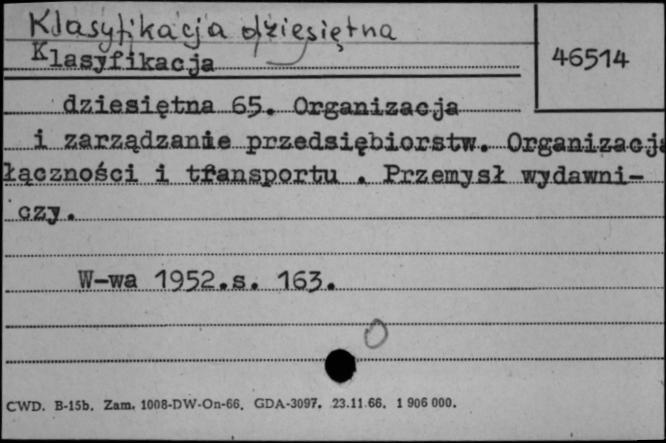 Klasyfikacja dziesiętna
46514
Klasyfikacja
dziesiętna 65. Organizacja
i zarządzanie przedsiębiorstw. Organizacja
łączności i transportu . Przemysł wydawni-
czy.
W-wa 1952.s. 163.
0
CWD. B-15b. Zam. 1008-DW-On-66. GDA-3097. 23.11.66. 1 906 000.